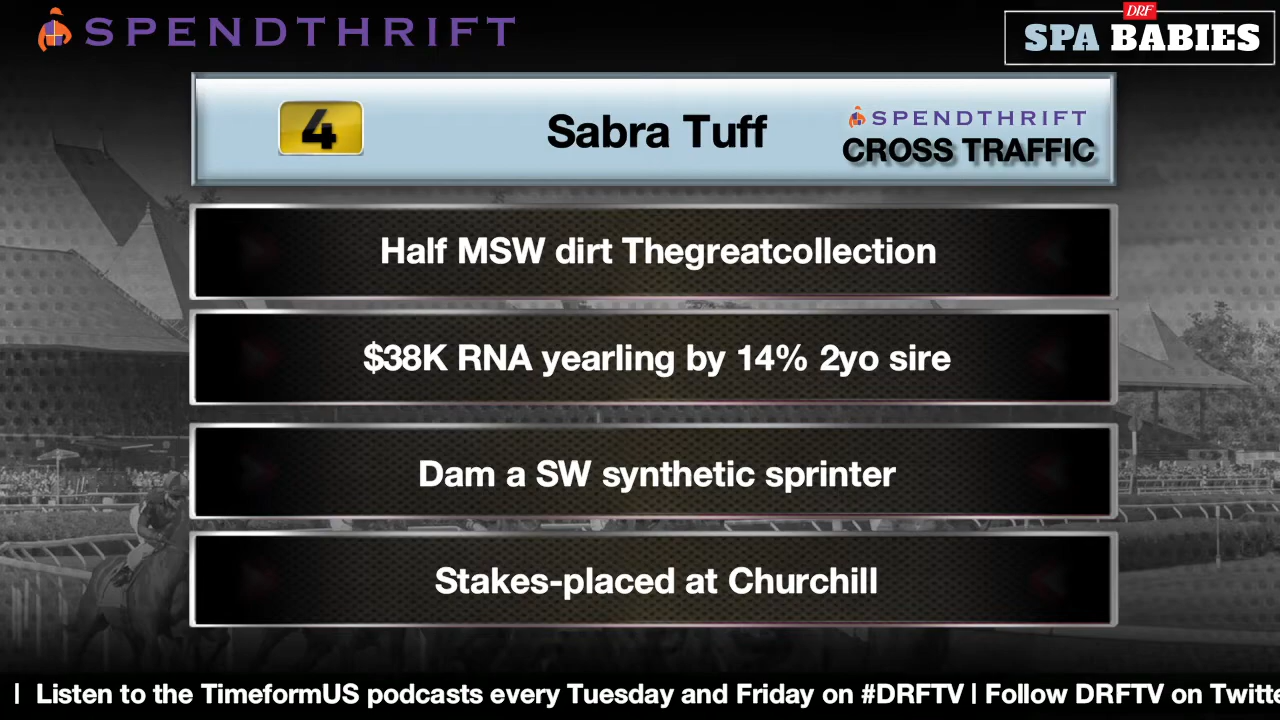 SPENDTHRIFT
DRF
SPA BABIES
4
Sabra Tuff
SPENDTHRIFT
CROSS TRAFFIC
Half MSW dirt Thegreatcollection
$38K RNA yearling by 14% 2yo sire
Dam a SW synthetic sprinter
Stakes-placed at Churchill
| Listen to the TimeformUS podcasts every Tuesday and Friday on #DRFTV | Follow DRFTV on Twitte